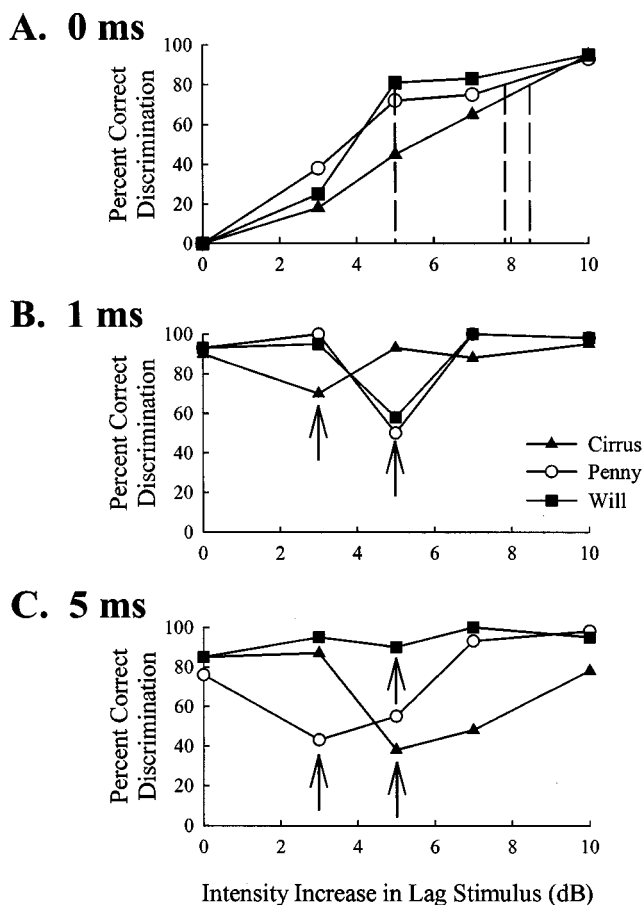 A. 0 ms
Percent Correct
Discrimination
100
80
60
40
20
0
0 2 4 6 8 10
B. 1 ms
Percent Correct
Discrimination
100
80
60
40
20
0
Cirrus
Penny
Will
0 2 4 6 8 10
C. 5 ms
Percent Correct
Discrimination
100
80
60
40
20
0
0 2 4 6 8 10
Intensity Increase in Lag Stimulus (dB)